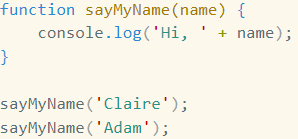 function sayMyName(name) {
    console.log('Hi, ' + name);
}

sayMyName('Claire');
sayMyName('Adam');